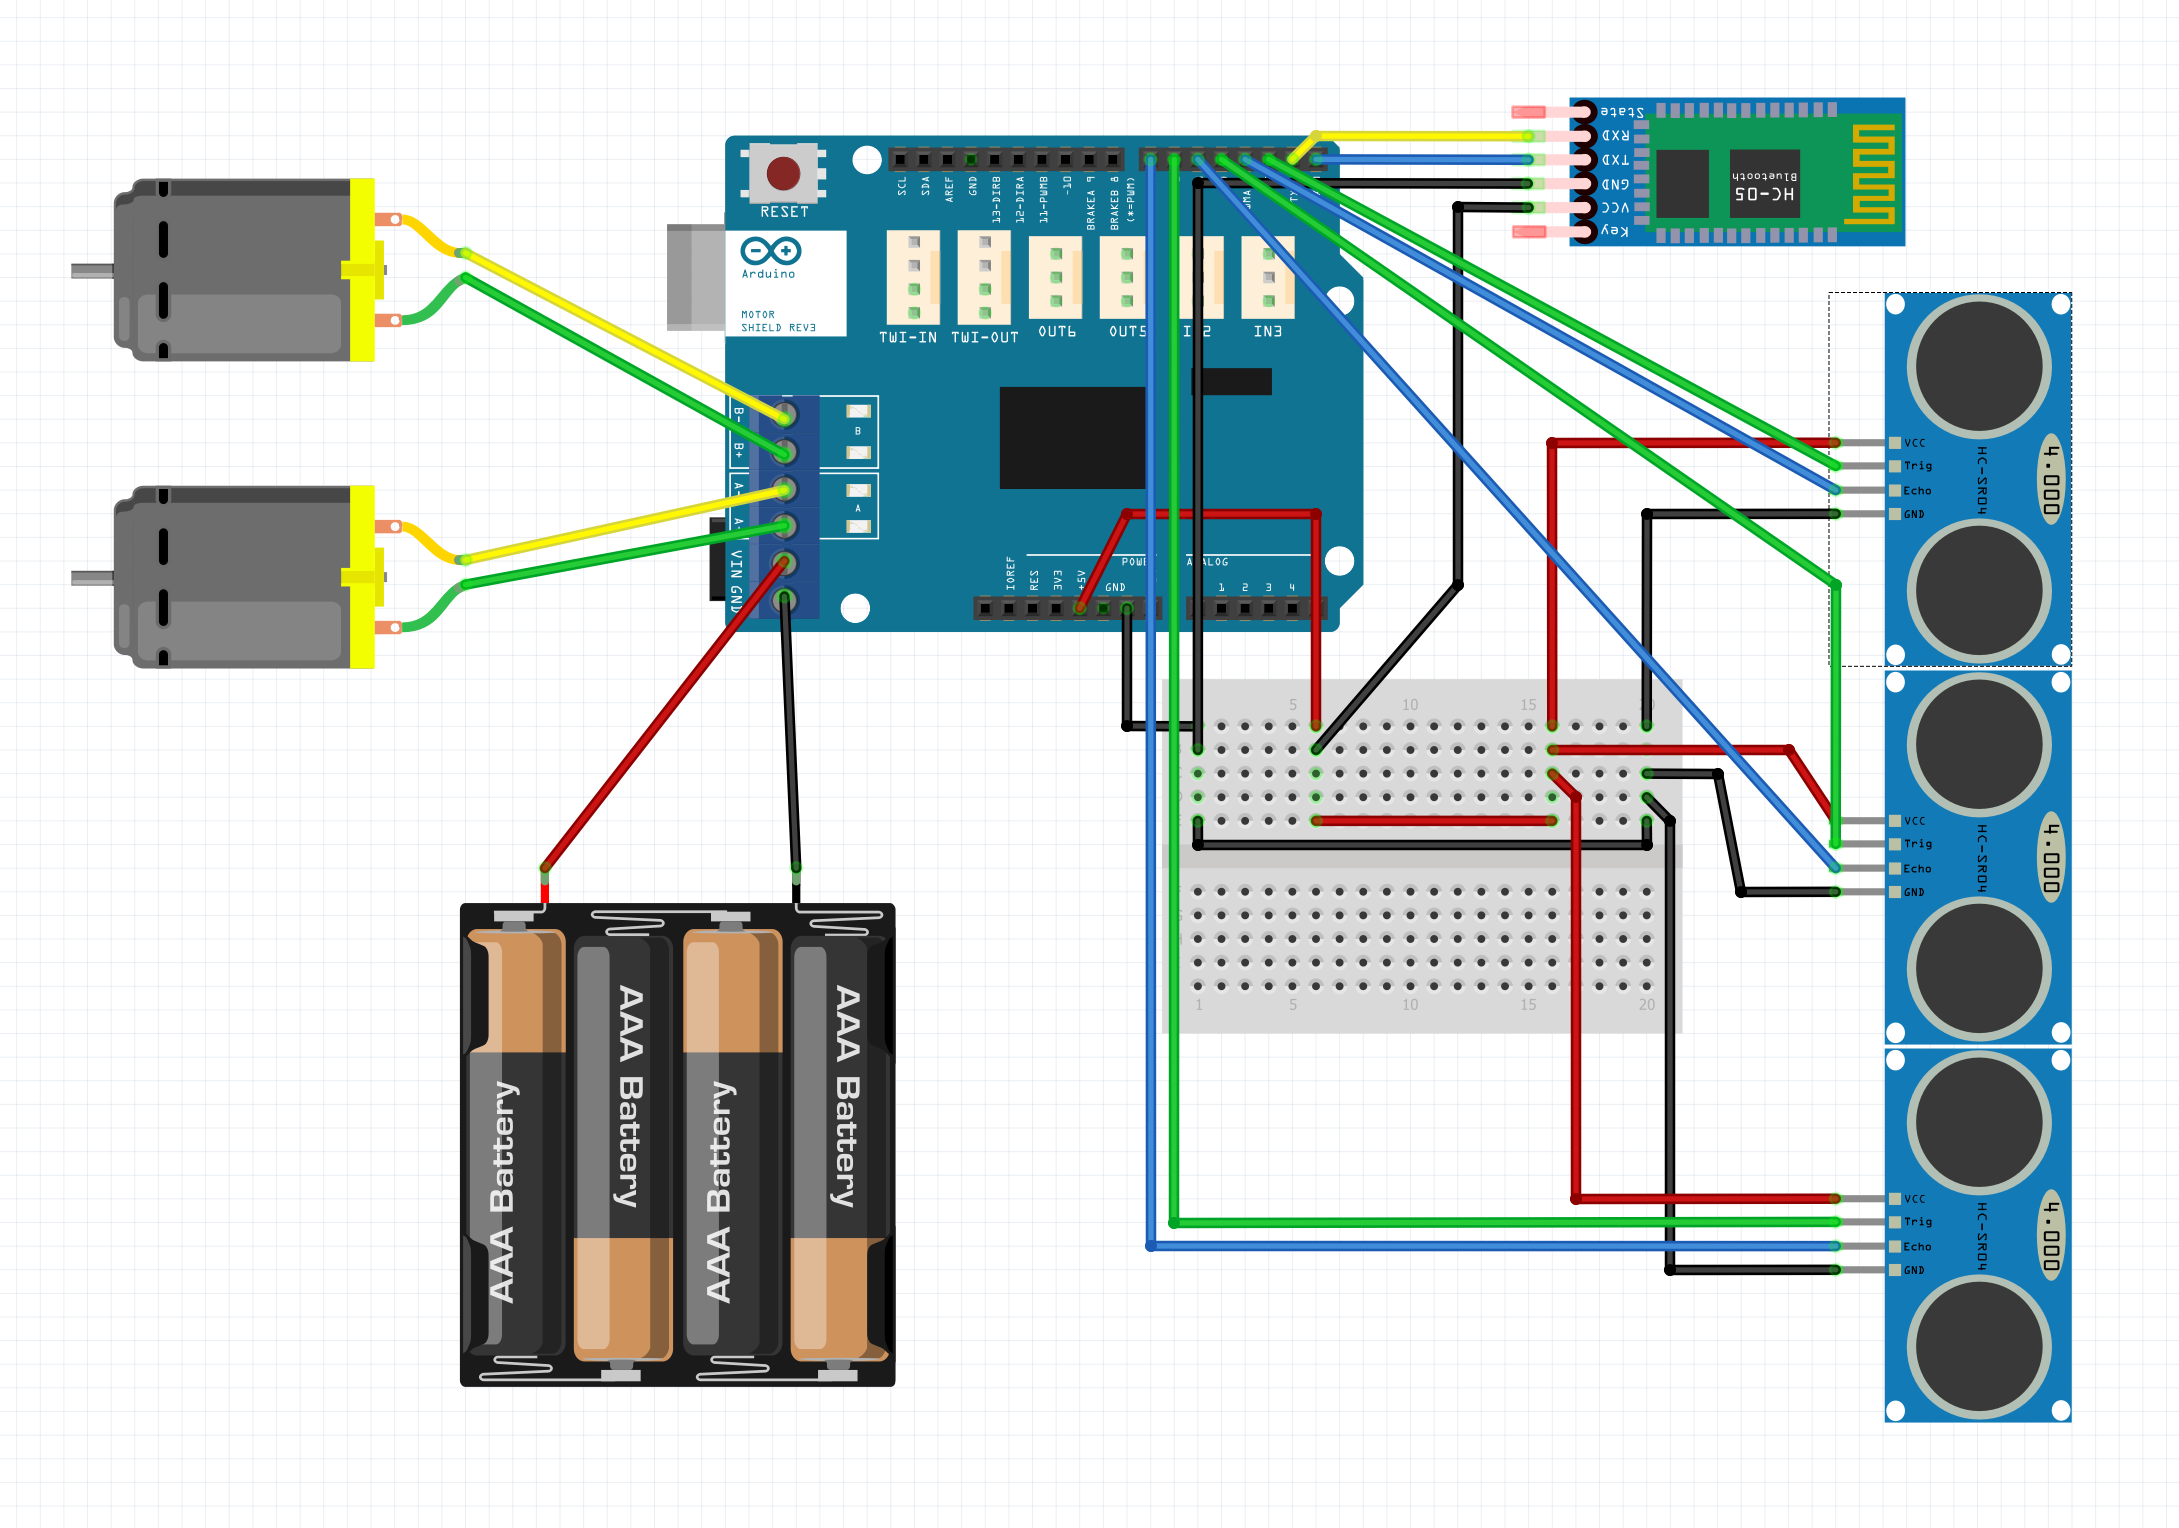 State
RXD
TXD
GND
VCC
Key
HC-05
Bluetooth
RESET
SCL
SDA
AREF
GND
13-DIRB
12-DIRA
11-PWMB
~10
BRAKEA 9
BRAKEB 8
(*=PWM)
Arduino
MOTOR
SHIELD REV3
TWI-IN
TWI-OUT
OUT6
OUT5
IN3
B-
B+
B
A
VIN
GND
IOREF
RES
3V3
+5V
GND
1
2
3
4
5
10
15
1
5
10
15
20
VCC
Trig
Echo
GND
HC-SR04
4.000
VCC
Trig
Echo
GND
HC-SR04
4.000
VCC
Trig
Echo
GND
HC-SR04
4.000
AAA Battery
AAA Battery
AAA Battery
AAA Battery